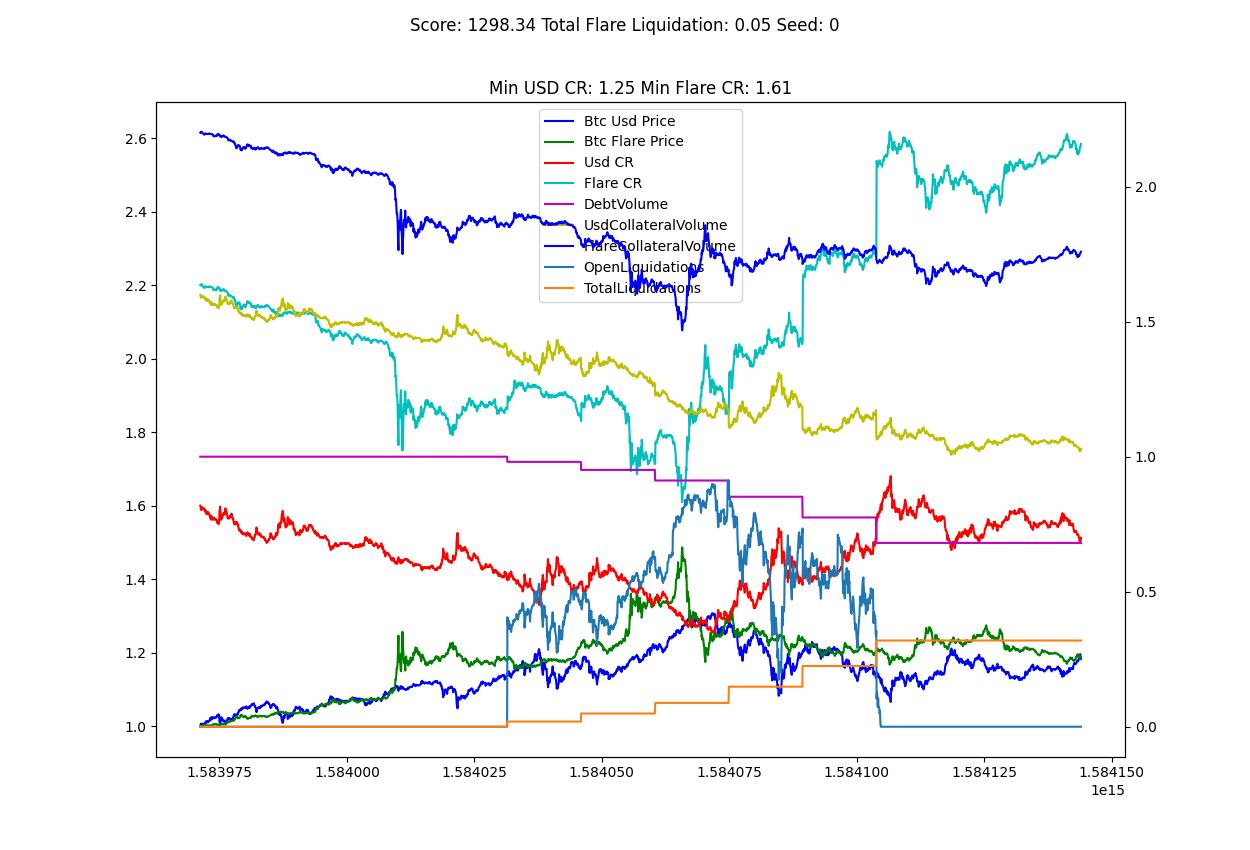 Score: 1298.34 Total Flare Liquidation: 0.05 Seed: 0
Min USD CR: 1.25 Min Flare CR: 1.61
Btc Usd Price
Btc Flare Price
Usd CR
Flare CR
DebtVolume
UsdCollateralVolume
FlareCollateralVolume
OpenLiquidations
TotalLiquidations
2.6
2.4
2.2
2.0
1.8
1.6
1.4
1.2
1.0
2.0
1.5
1.0
0.5
0.0
1.583975 1.584000 1.584025 1.584050 1.584075 1.584100 1.584125 1.584150
1e15